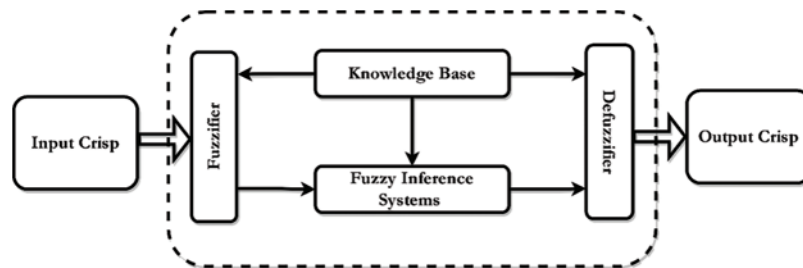 Input Crisp
Fuzzifier
Knowledge Base
Fuzzy Inference
Systems
Defuzzifier
Output Crisp